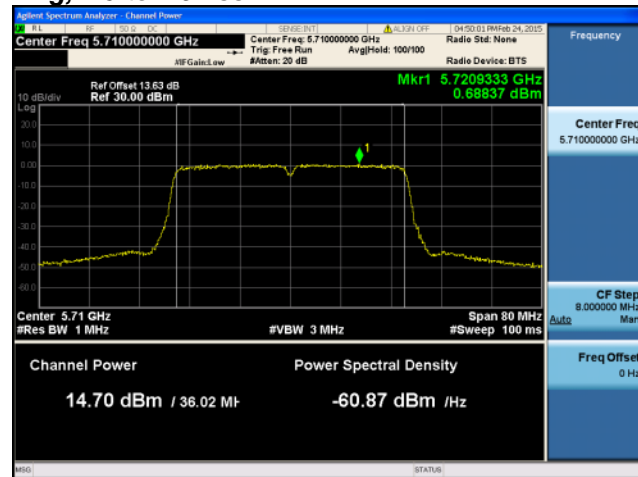 Agilent Spectrum Analyzer - Channel Power
RL RF 50 Ω DC SENSE:INT ALIGN OFF 04:50:01 PM Feb 24, 2015
Center Freq 5.710000000 GHz
Center Freq: 5.710000000 GHz
Radio Std: None
Trig: Free Run Avg|Hold: 100/100
#IFGain:Low #Atten: 20 dB Radio Device: BTS
Frequency
Mkr1 5.7209333 GHz
0.68837 dBm
Ref Offset 13.63 dB
10 dB/div Ref 30.00 dBm
Log
20.0
10.0
0.00
-10.0
-20.0
-30.0
-40.0
-50.0
-60.0
1
Center Freq
5.710000000 GHz
Center 5.71 GHz Span 80 MHz
#Res BW 1 MHz #VBW 3 MHz #Sweep 100 ms
CF Step
8.000000 MHz
Auto Man
Channel Power Power Spectral Density
14.70 dBm / 36.02 MH -60.87 dBm /Hz
Freq Offset
0 Hz
MSG STATUS